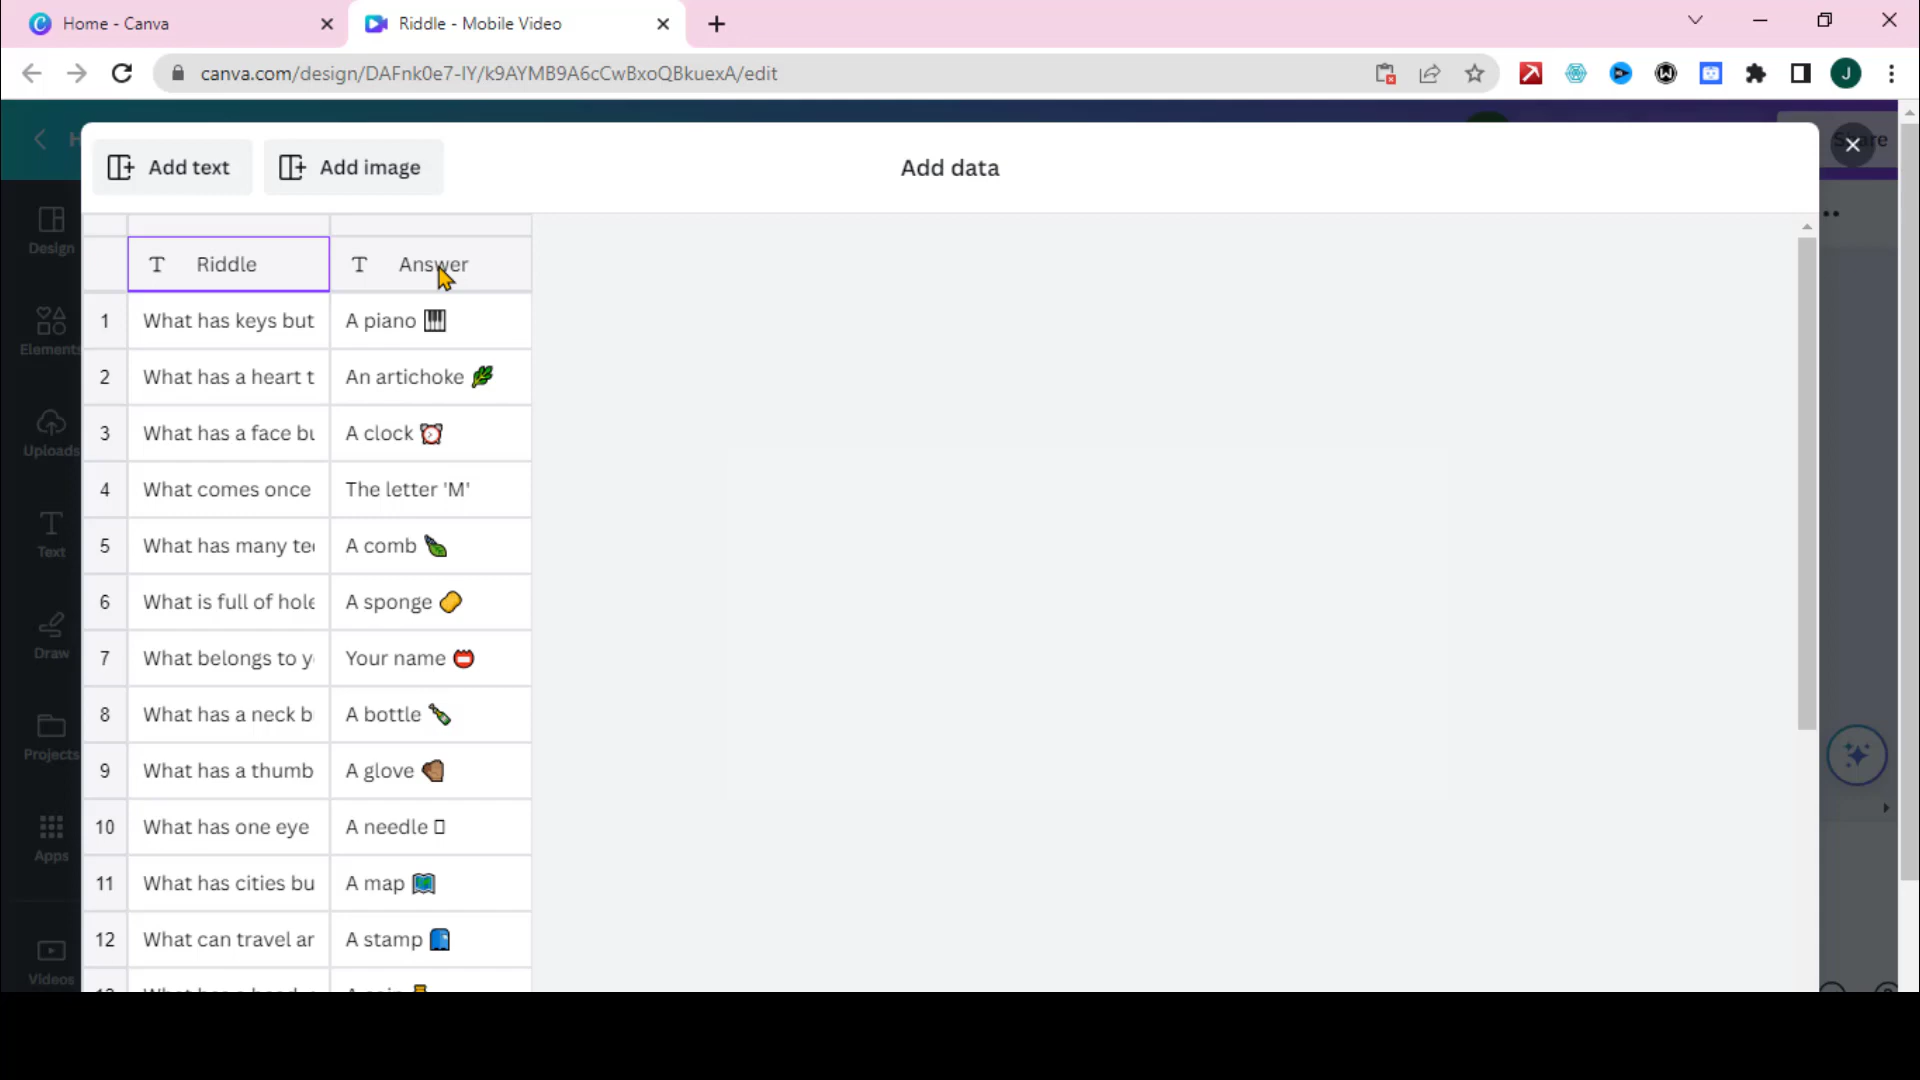 Home - Canva
Riddle - Mobile Video
canva.com/design/DAFnk0e7-IY/k9AYMB9A6cCwBxoQBkuexA/edit
J
Add text
Add image
Add data
Share
Design
Elements
Uploads
Text
Draw
Projects
Apps
Videos
Riddle
Answer
1 What has keys but A piano 🎹
2 What has a heart t An artichoke 🌿
3 What has a face bu A clock ⏰
4 What comes once The letter 'M'
5 What has many tee A comb
6 What is full of hole A sponge
7 What belongs to y Your name 📛
8 What has a neck b A bottle 🍾
9 What has a thumb A glove
10 What has one eye A needle
11 What has cities bu A map 🗺
12 What can travel ar A stamp